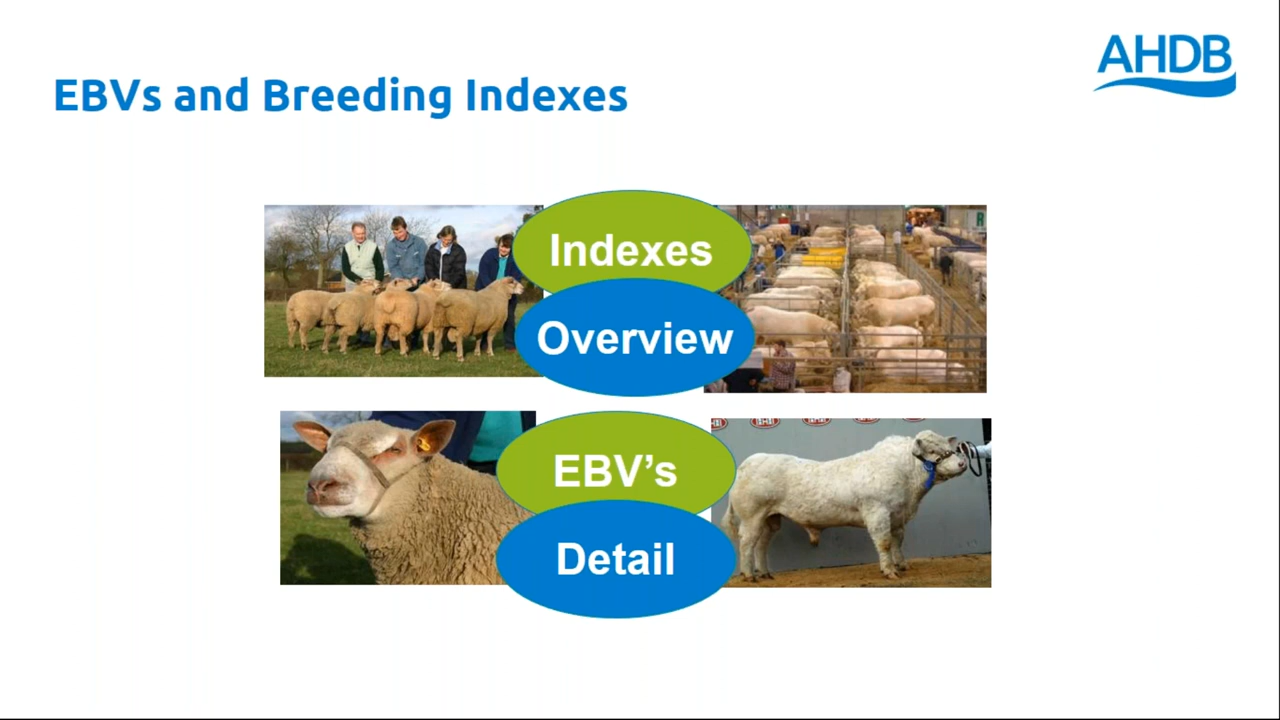 AHDB
EBVs and Breeding Indexes
Indexes
Overview
EBV's
Detail